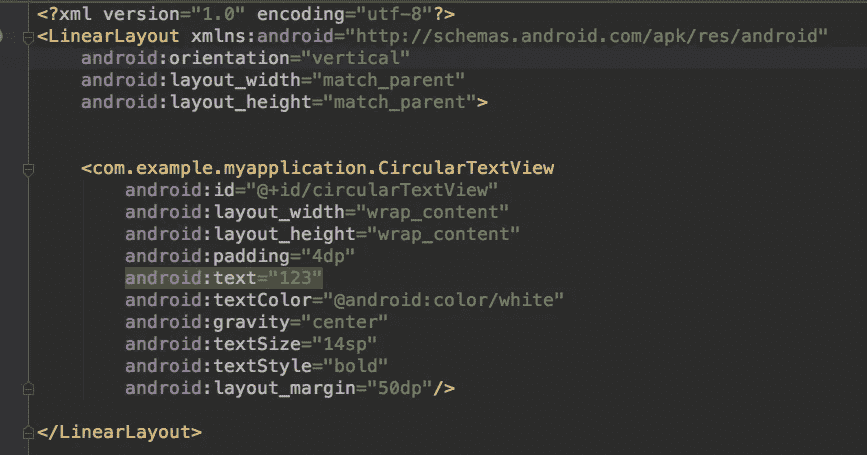 <?xml version="1.0" encoding="utf-8"?>
<LinearLayout xmlns:android="http://schemas.android.com/apk/res/android"
    android:orientation="vertical"
    android:layout_width="match_parent"
    android:layout_height="match_parent">
    <com.example.myapplication.CircularTextView
        android:id="@+id/circularTextView"
        android:layout_width="wrap_content"
        android:layout_height="wrap_content"
        android:padding="4dp"
        android:text="123"
        android:textColor="@android:color/white"
        android:gravity="center"
        android:textSize="14sp"
        android:textStyle="bold"
        android:layout_margin="50dp"/>
</LinearLayout>